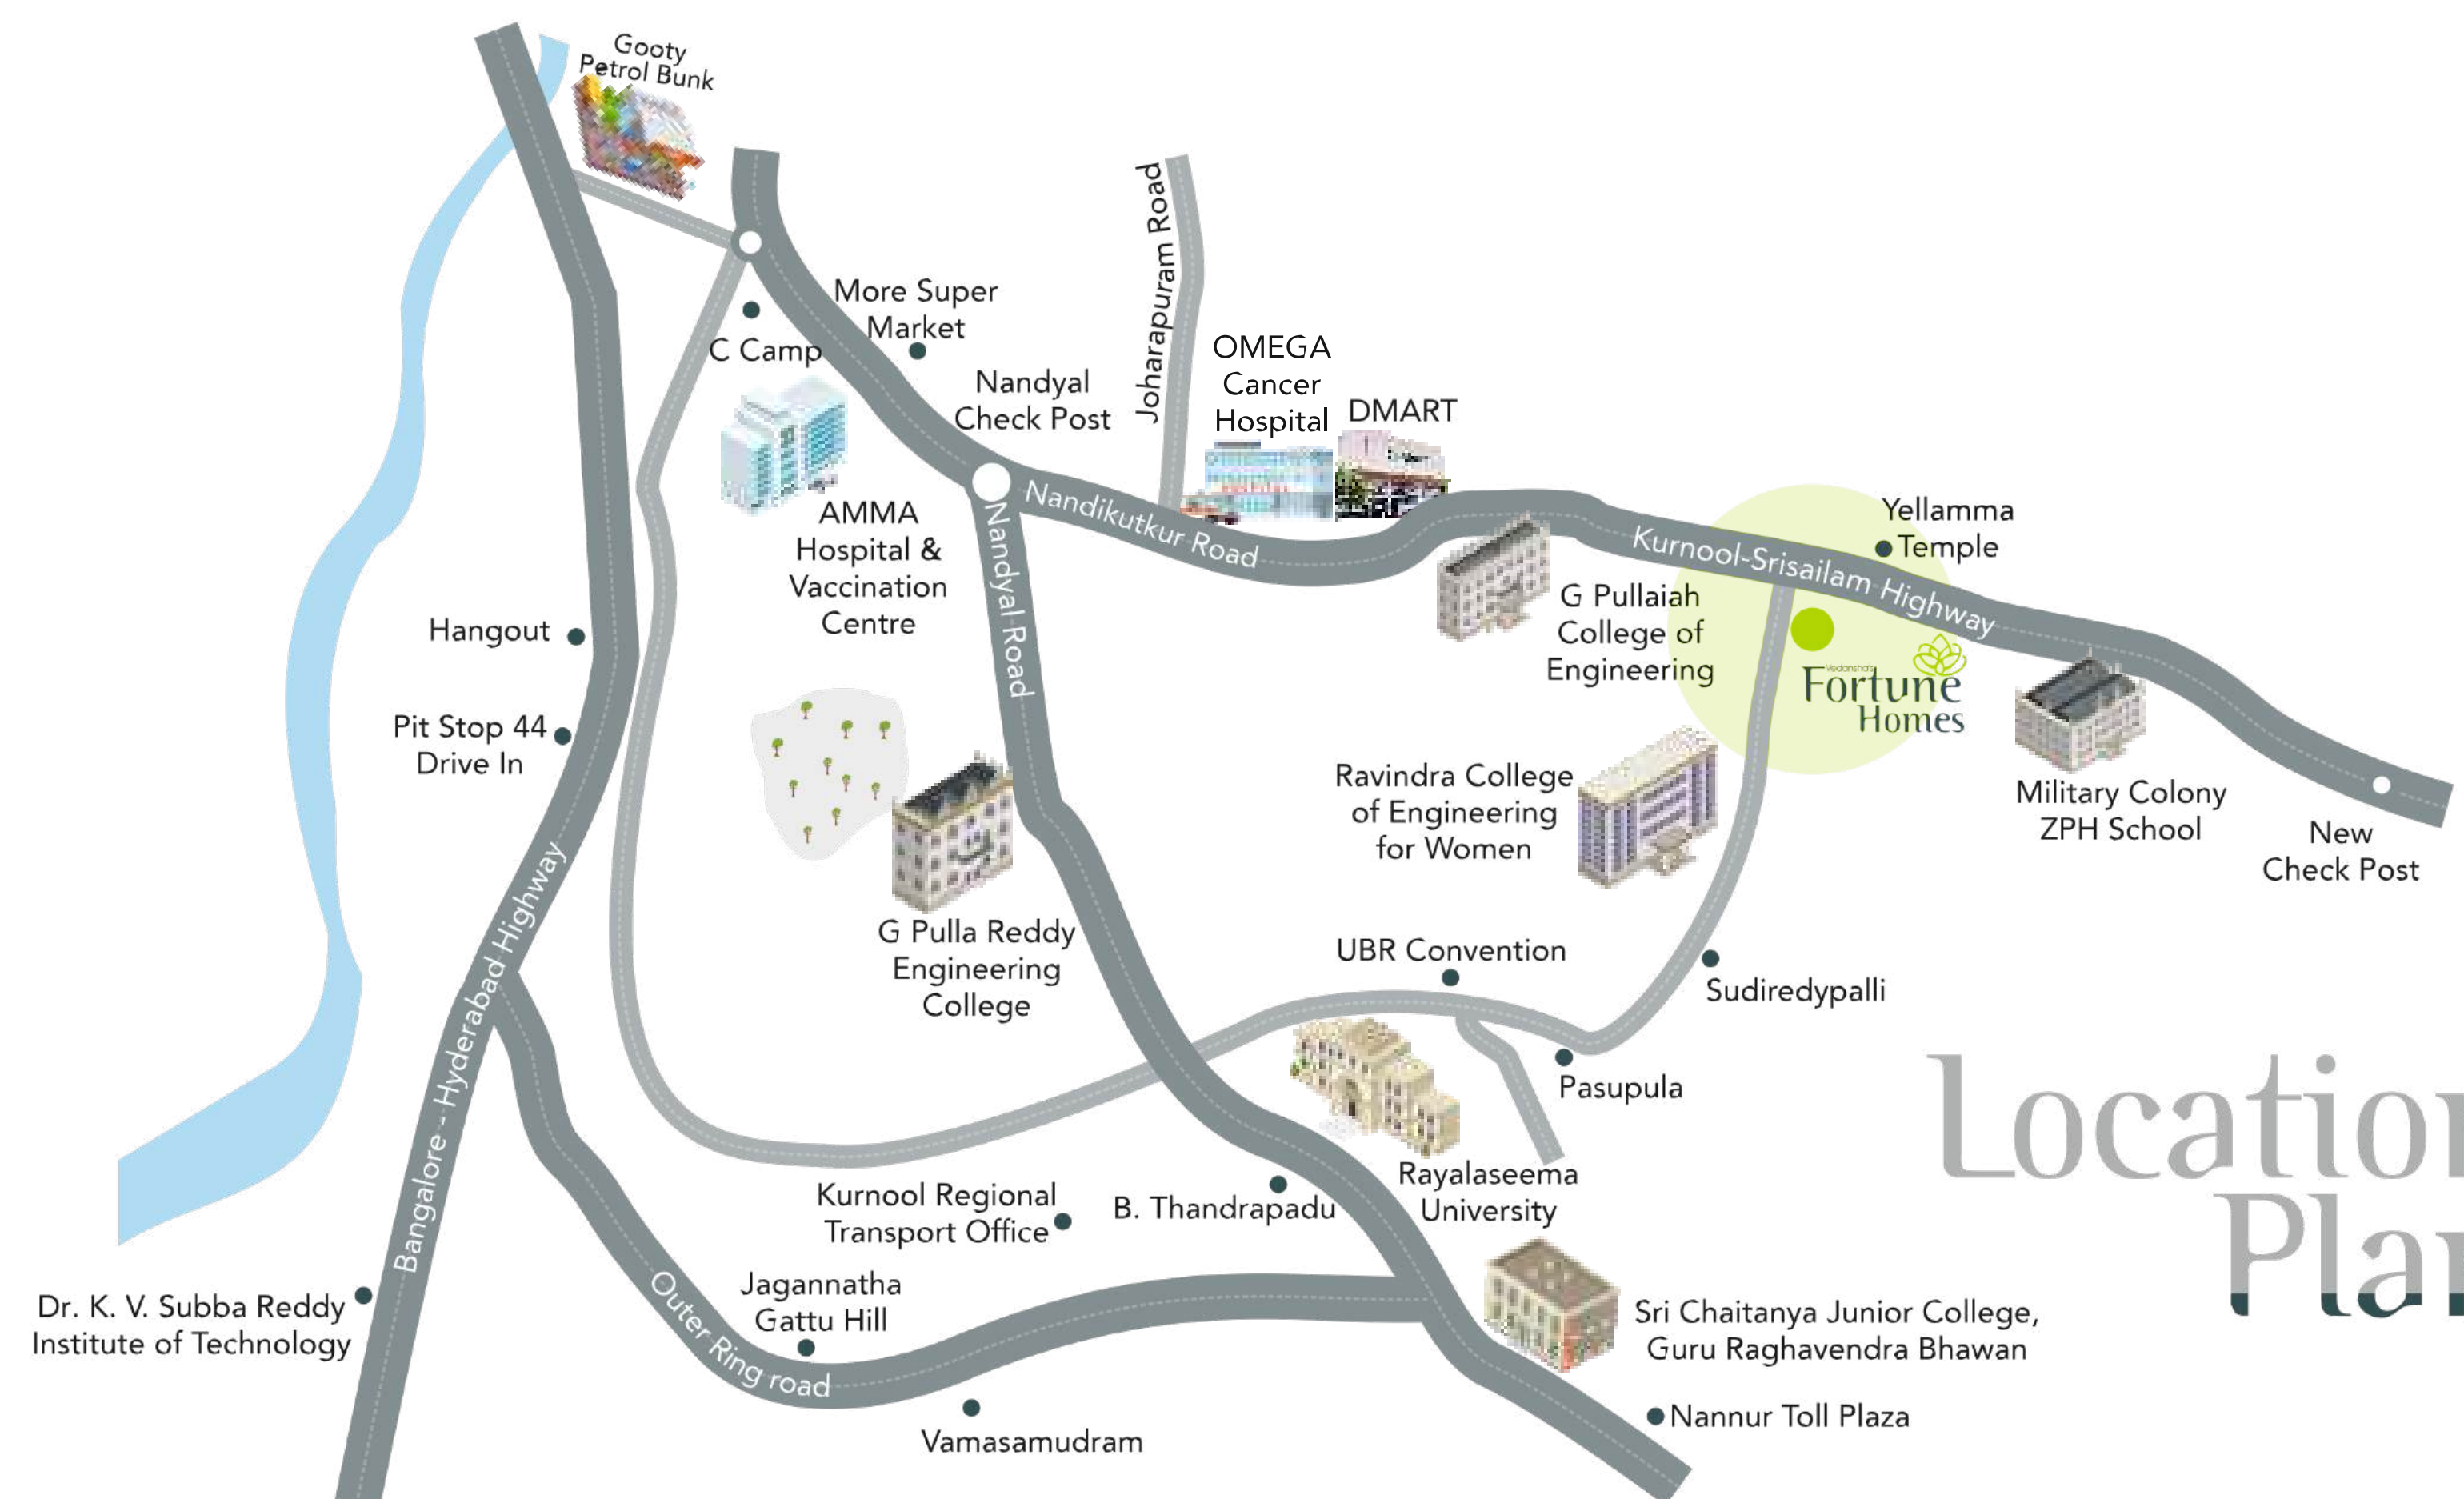 Gooty
Petrol Bunk
C Camp
More Super
Market
Nandyal
Check Post
Joharapuram Road
OMEGA
Cancer
Hospital
DMART
AMMA
Hospital &
Vaccination
Centre
Nandikutkur Road
Nandyal Road
Kurnool-Srisailam Highway
Yellamma
Temple
G Pullaiah
College of
Engineering
Vedansha's
Fortune
Homes
Hangout
Pit Stop 44
Drive In
Ravindra College
of Engineering
for Women
Military Colony
ZPH School
New
Check Post
Bangalore - Hyderabad Highway
G Pulla Reddy
Engineering
College
UBR Convention
Sudiredypalli
Pasupula
Location
Plan
Rayalaseema
University
Kurnool Regional
Transport Office
B. Thandrapadu
Jagannatha
Gattu Hill
Outer Ring road
Dr. K. V. Subba Reddy
Institute of Technology
Sri Chaitanya Junior College,
Guru Raghavendra Bhawan
Nannur Toll Plaza
Vamasamudram